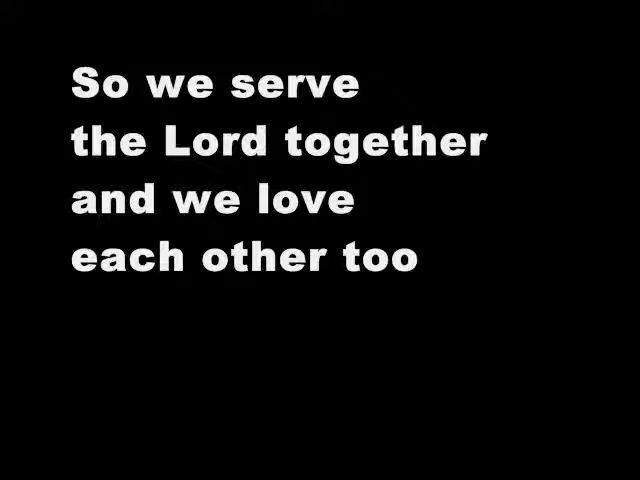 So we serve
the Lord together
and we love
each other too